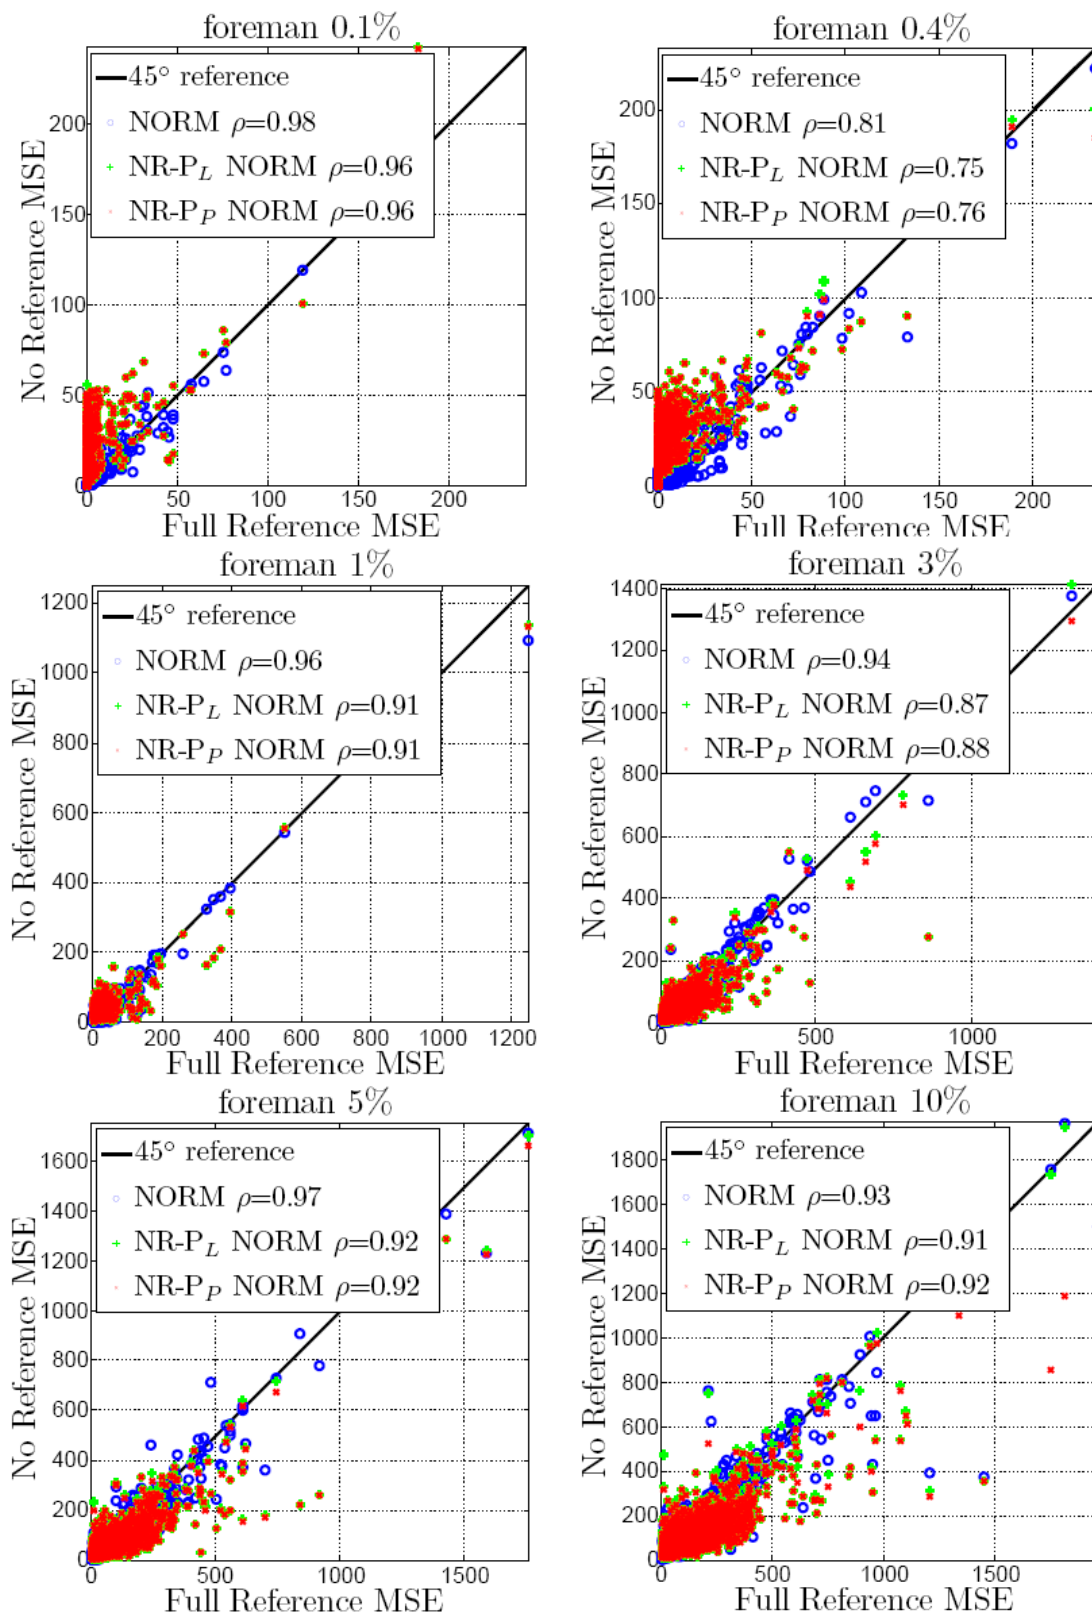 foreman 0.1%
45° reference
NORM ρ=0.98
NR-P_L NORM ρ=0.96
NR-P_P NORM ρ=0.96
No Reference MSE
200
150
100
50
0
0 50 100 150 200
Full Reference MSE
foreman 0.4%
45° reference
NORM ρ=0.81
NR-P_L NORM ρ=0.75
NR-P_P NORM ρ=0.76
No Reference MSE
200
150
100
50
0
0 50 100 150 200
Full Reference MSE
foreman 1%
45° reference
NORM ρ=0.96
NR-P_L NORM ρ=0.91
NR-P_P NORM ρ=0.91
No Reference MSE
1200
1000
800
600
400
200
0
0 200 400 600 800 1000 1200
Full Reference MSE
foreman 3%
45° reference
NORM ρ=0.94
NR-P_L NORM ρ=0.87
NR-P_P NORM ρ=0.88
No Reference MSE
1400
1200
1000
800
600
400
200
0
0 500 1000
Full Reference MSE
foreman 5%
45° reference
NORM ρ=0.97
NR-P_L NORM ρ=0.92
NR-P_P NORM ρ=0.92
No Reference MSE
1600
1400
1200
1000
800
600
400
200
0
0 500 1000 1500
Full Reference MSE
foreman 10%
45° reference
NORM ρ=0.93
NR-P_L NORM ρ=0.91
NR-P_P NORM ρ=0.92
No Reference MSE
1800
1600
1400
1200
1000
800
600
400
200
0
0 500 1000 1500
Full Reference MSE